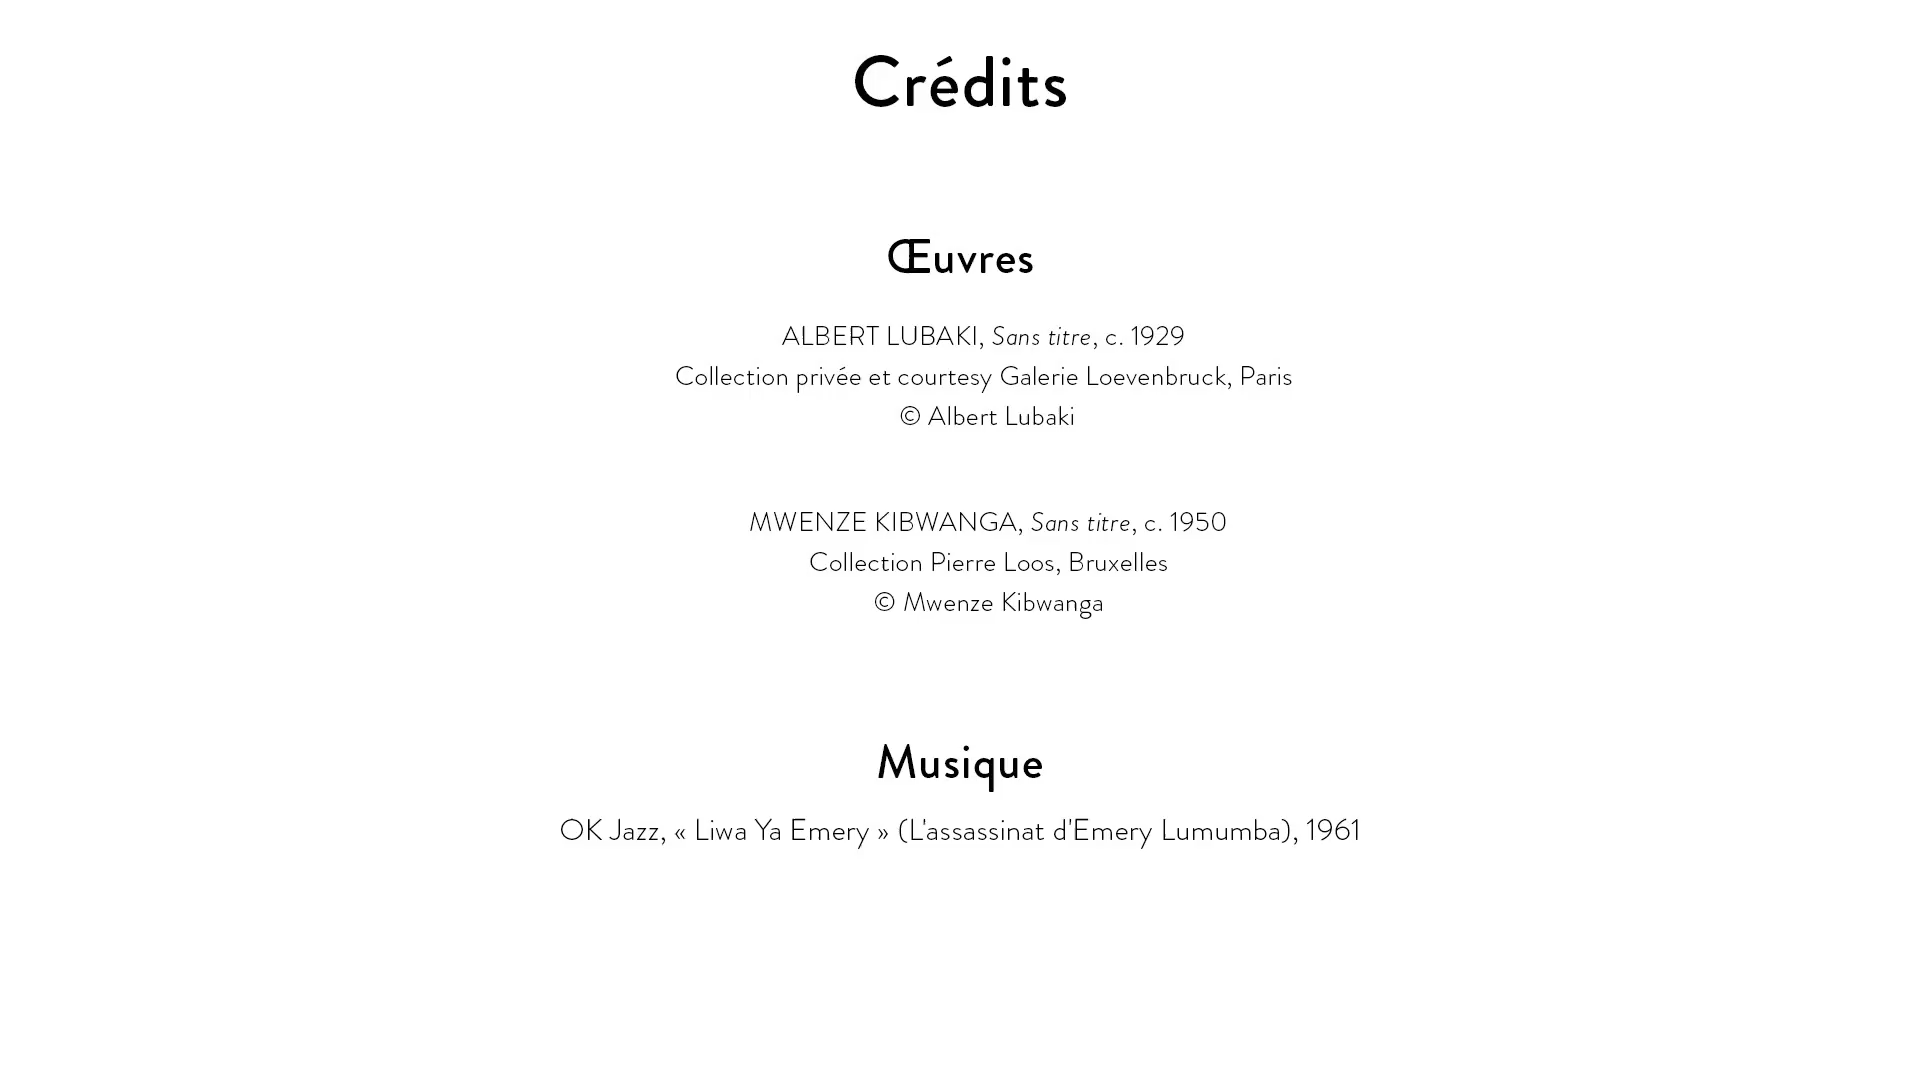 Crédits
Œuvres
ALBERT LUBAKI, Sans titre, c. 1929
Collection privée et courtesy Galerie Loevenbruck, Paris
© Albert Lubaki
MWENZE KIBWANGA, Sans titre, c. 1950
Collection Pierre Loos, Bruxelles
© Mwenze Kibwanga
Musique
OK Jazz, « Liwa Ya Emery » (L'assassinat d'Emery Lumumba), 1961